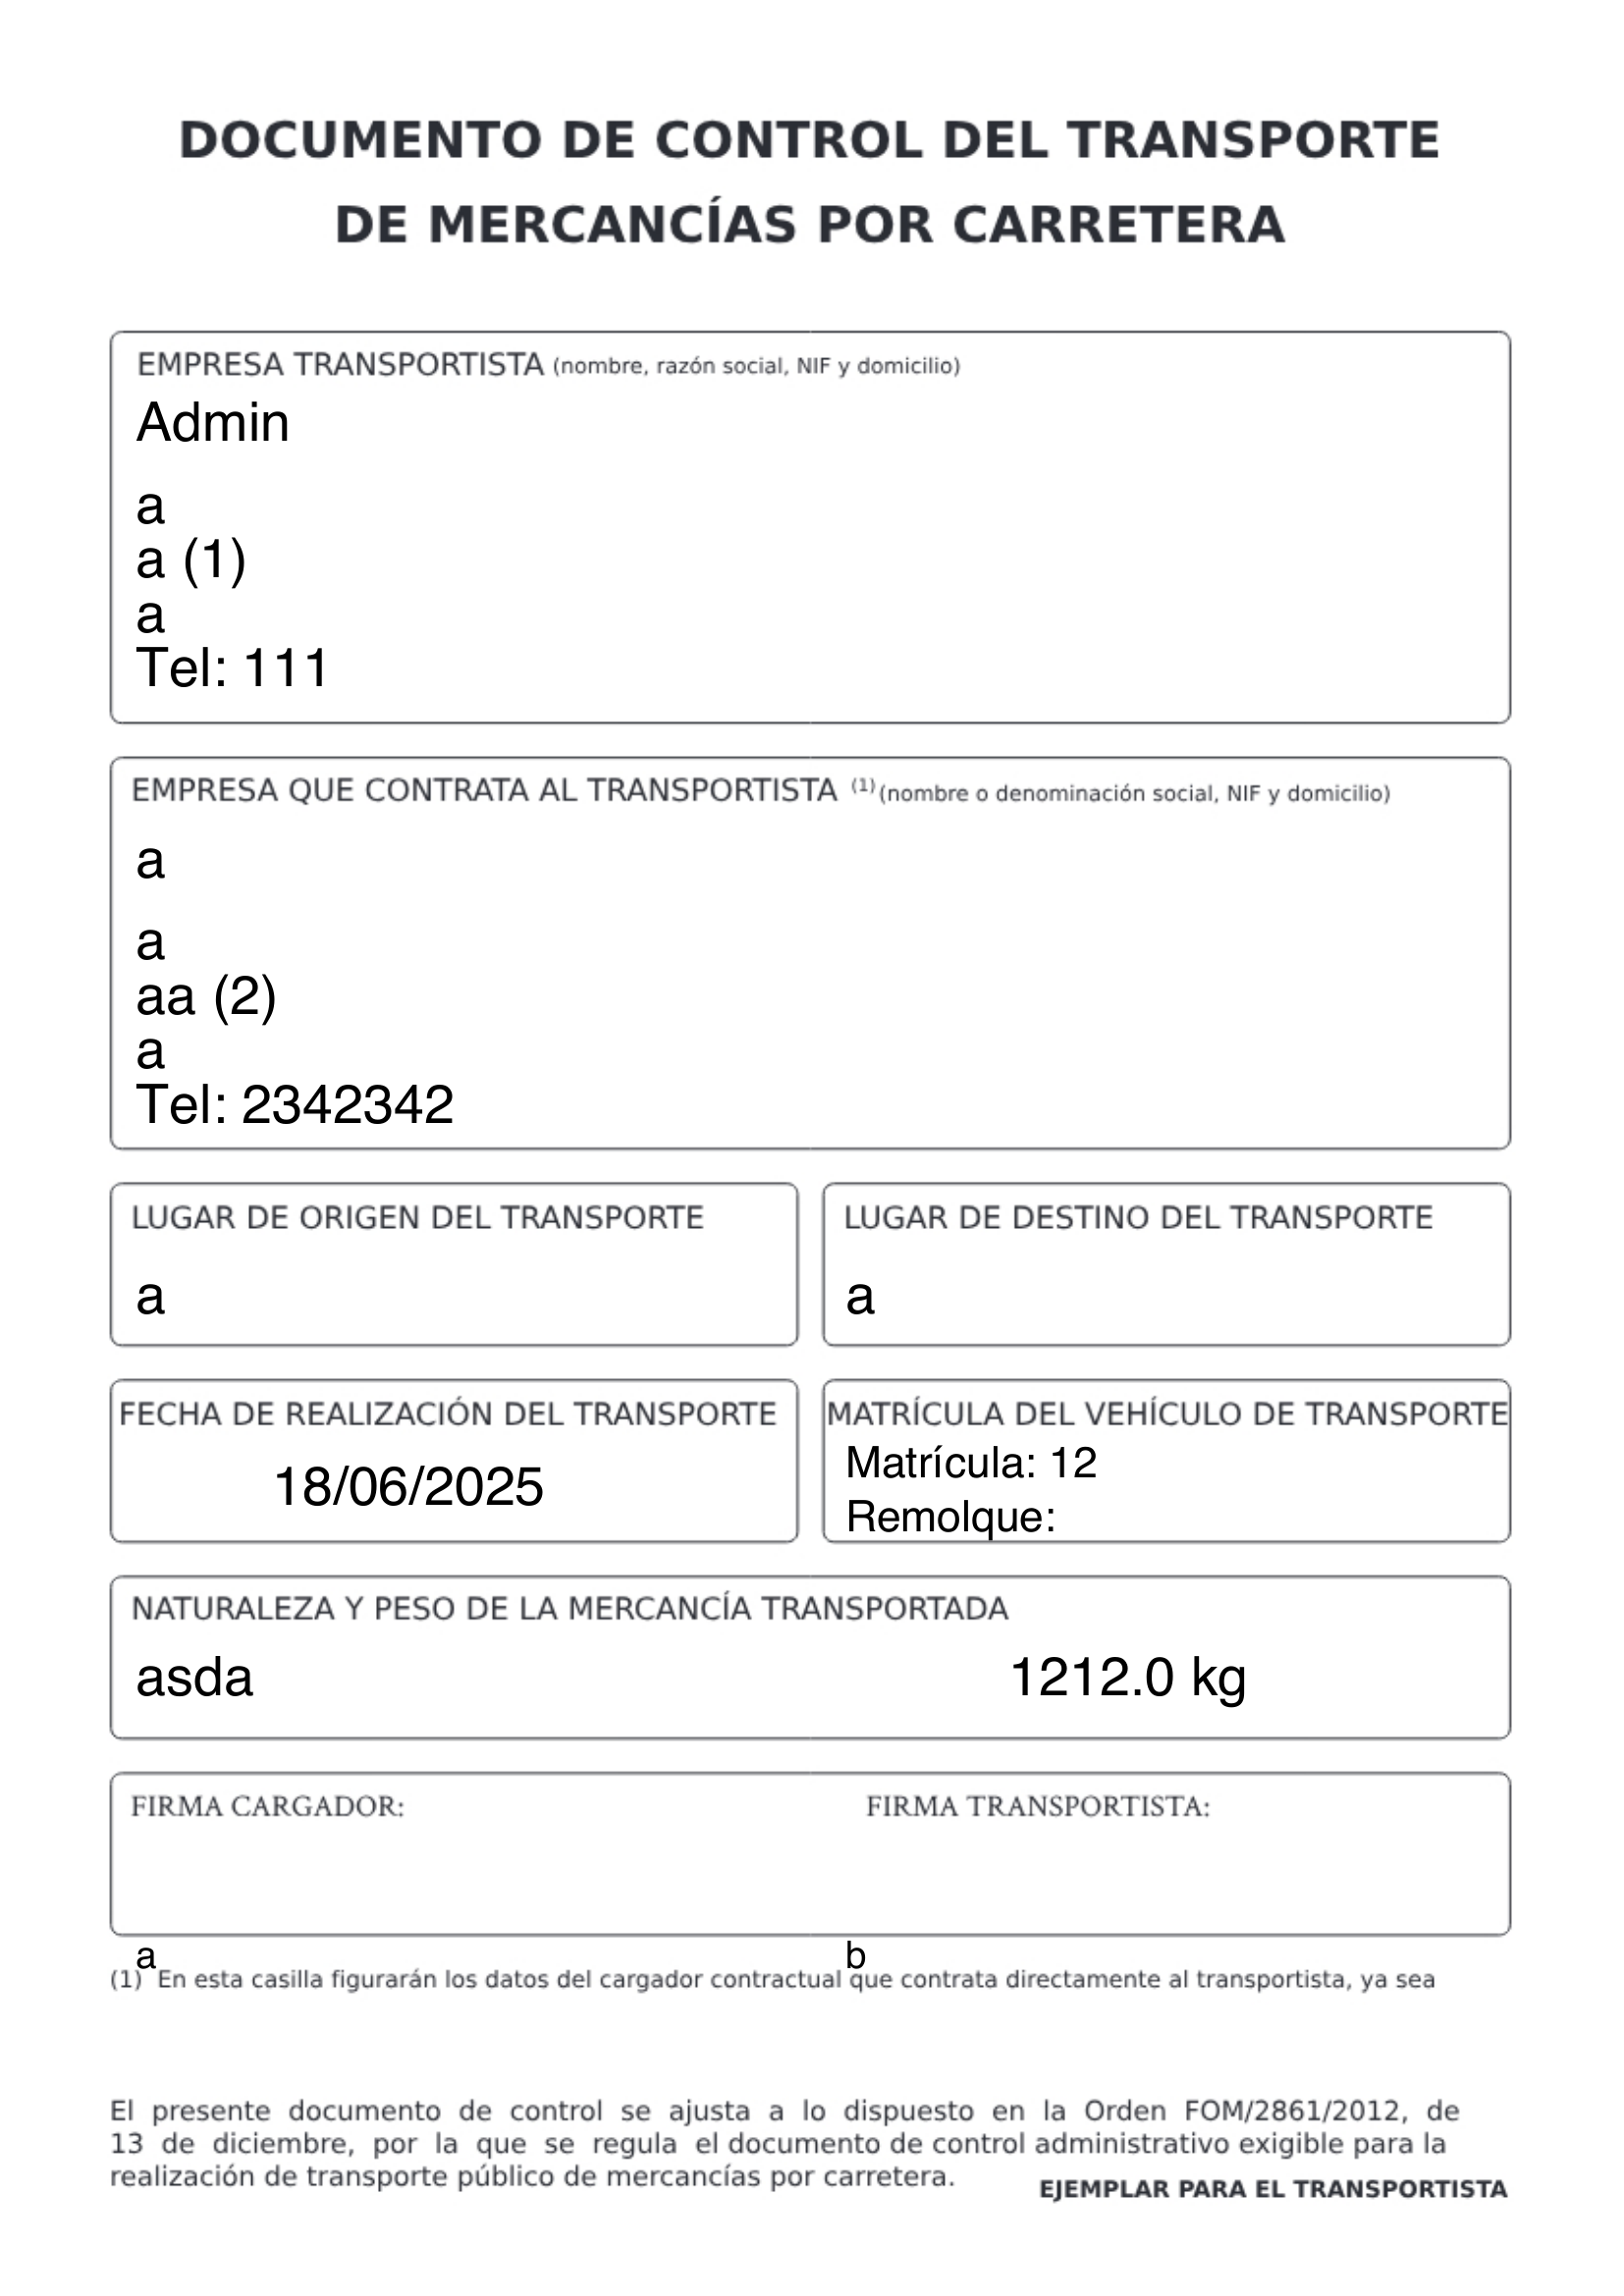 DOCUMENTO DE CONTROL DEL TRANSPORTE
DE MERCANCÍAS POR CARRETERA
EMPRESA TRANSPORTISTA (nombre, razón social, NIF y domicilio)
Admin
a
a (1)
a
Tel: 111
EMPRESA QUE CONTRATA AL TRANSPORTISTA (1)(nombre o denominación social, NIF y domicilio)
a
a
aa (2)
a
Tel: 2342342
LUGAR DE ORIGEN DEL TRANSPORTE
a
LUGAR DE DESTINO DEL TRANSPORTE
a
FECHA DE REALIZACIÓN DEL TRANSPORTE
18/06/2025
MATRÍCULA DEL VEHÍCULO DE TRANSPORTE
Matrícula: 12
Remolque:
NATURALEZA Y PESO DE LA MERCANCÍA TRANSPORTADA
asda 1212.0 kg
FIRMA CARGADOR: FIRMA TRANSPORTISTA:
a b
(1) En esta casilla figurarán los datos del cargador contractual que contrata directamente al transportista, ya sea
El presente documento de control se ajusta a lo dispuesto en la Orden FOM/2861/2012, de
13 de diciembre, por la que se regula el documento de control administrativo exigible para la
realización de transporte público de mercancías por carretera.
EJEMPLAR PARA EL TRANSPORTISTA